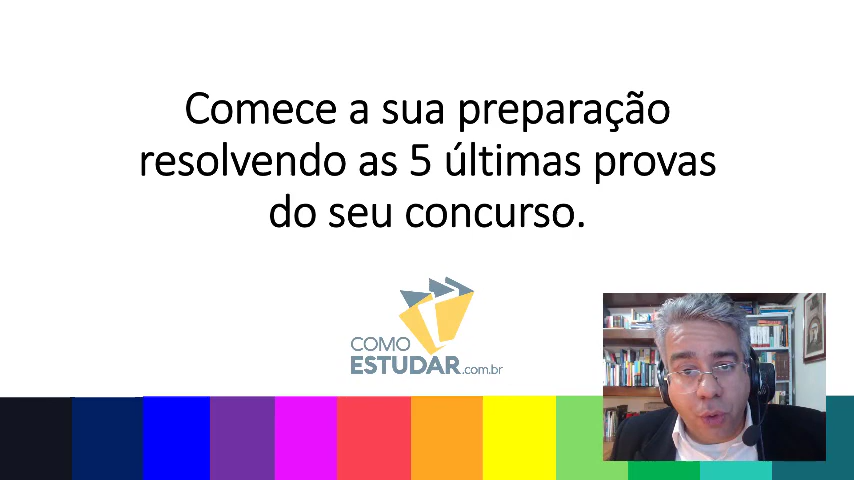 Comece a sua preparação
resolvendo as 5 últimas provas
do seu concurso.
COMO
ESTUDAR.com.br